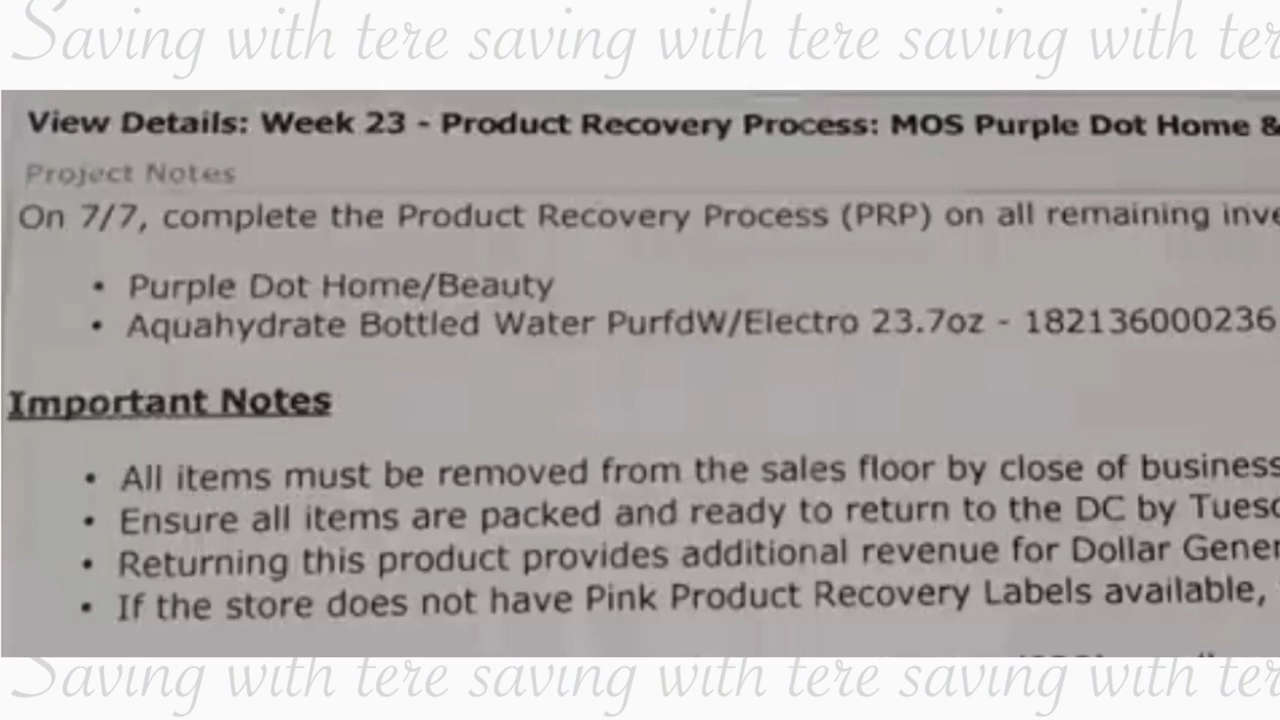 Saving with tere saving with tere saving with ter
View Details: Week 23 - Product Recovery Process: MOS Purple Dot Home &
Project Notes
On 7/7, complete the Product Recovery Process (PRP) on all remaining inve
• Purple Dot Home/Beauty
• Aquahydrate Bottled Water PurfdW/Electro 23.7oz - 182136000236
Important Notes
• All items must be removed from the sales floor by close of business
• Ensure all items are packed and ready to return to the DC by Tuesd
• Returning this product provides additional revenue for Dollar Gener
• If the store does not have Pink Product Recovery Labels available,
Saving with tere saving with tere saving with ter